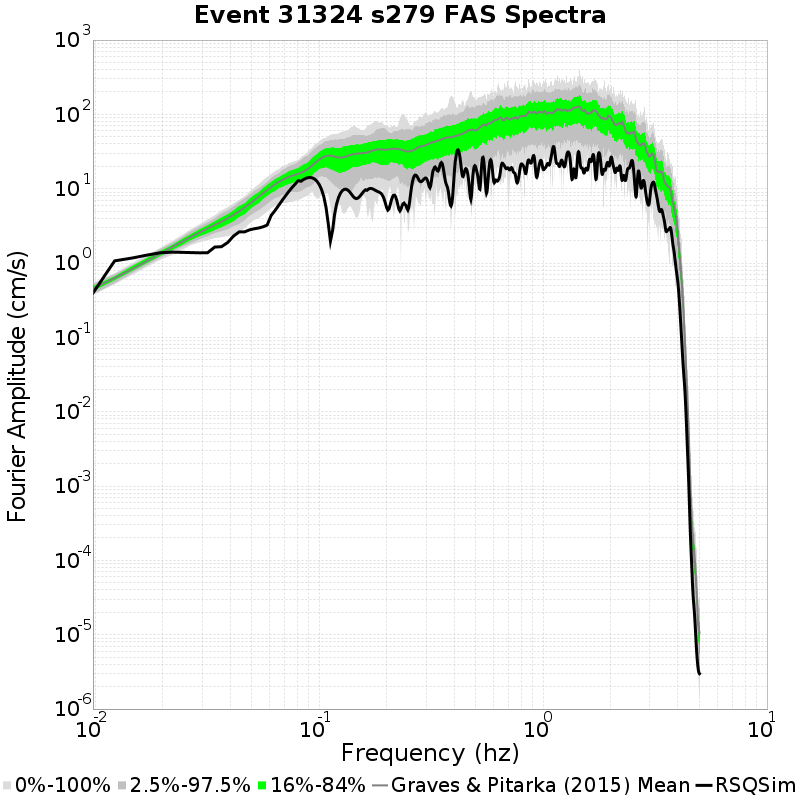 Event 31324 s279 FAS Spectra
10^3
10^2
10^1
10^0
10^-1
10^-2
10^-3
10^-4
10^-5
10^-6
Fourier Amplitude (cm/s)
10^-2 10^-1 10^0 10^1
Frequency (hz)
0%-100% 2.5%-97.5% 16%-84% Graves & Pitarka (2015) Mean RSQSim